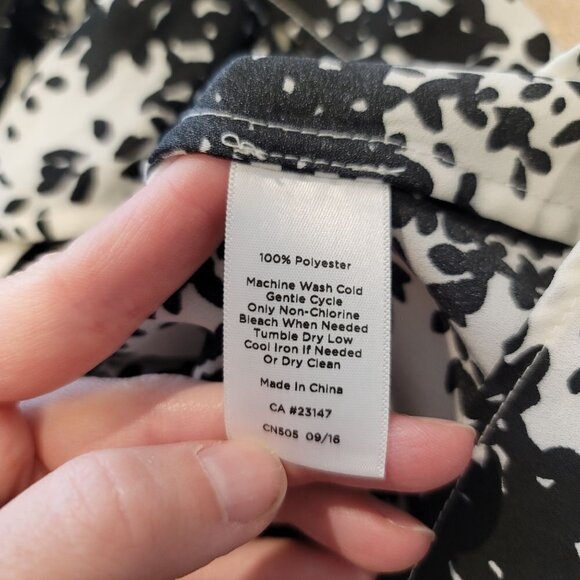 100% Polyester
Machine Wash Cold
Gentle Cycle
Only Non-Chlorine
Bleach When Needed
Tumble Dry Low
Cool Iron If Needed
Or Dry Clean
Made In China
CA #23147
CN505 09/16